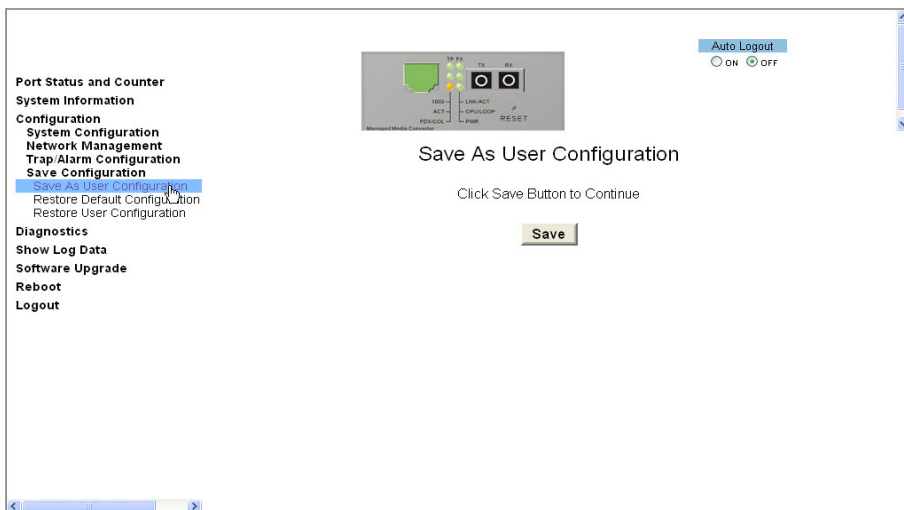 Auto Logout
ON OFF
TP FX TX RX
1000 LNK/ACT
ACT CPU/LOOP
FDX/COL PWR
RESET
Managed Media Converter
Port Status and Counter
System Information
Configuration
System Configuration
Network Management
Trap/Alarm Configuration
Save Configuration
Save As User Configuration
Restore Default Configuration
Restore User Configuration
Diagnostics
Show Log Data
Software Upgrade
Reboot
Logout
Save As User Configuration
Click Save Button to Continue
Save